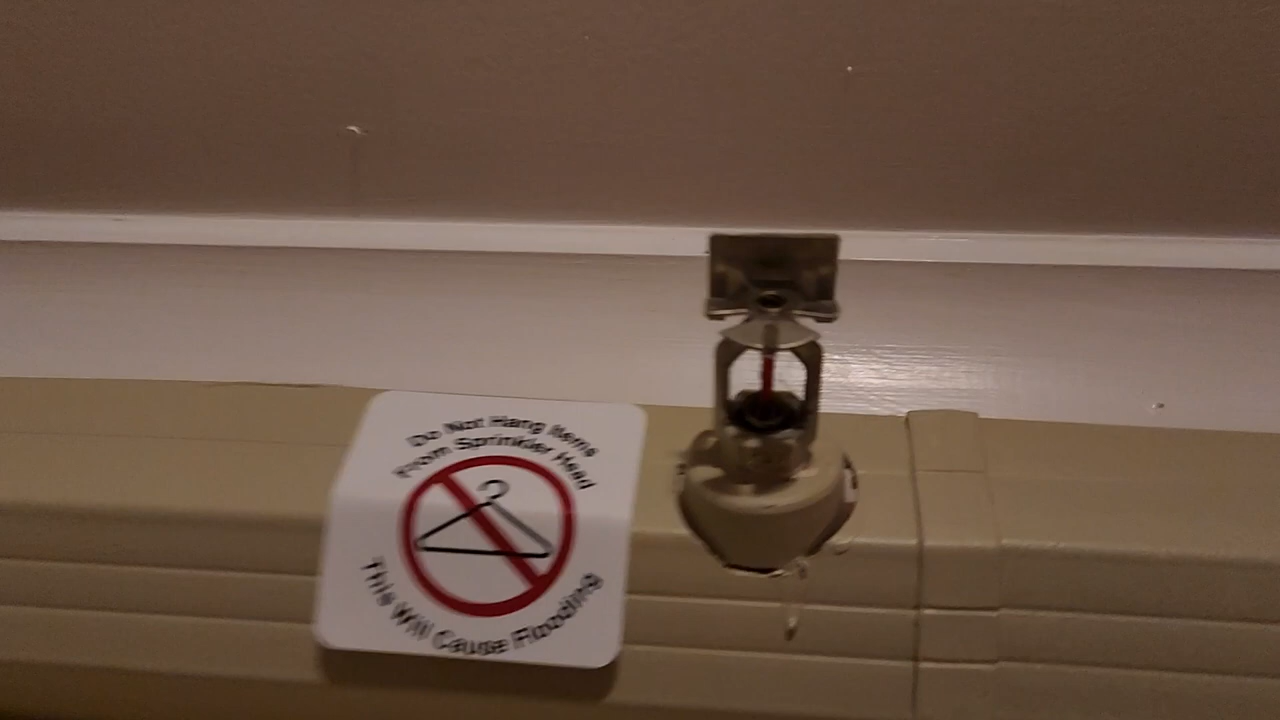 Do Not Hang Items
From Sprinkler Head
This Will Cause Flooding